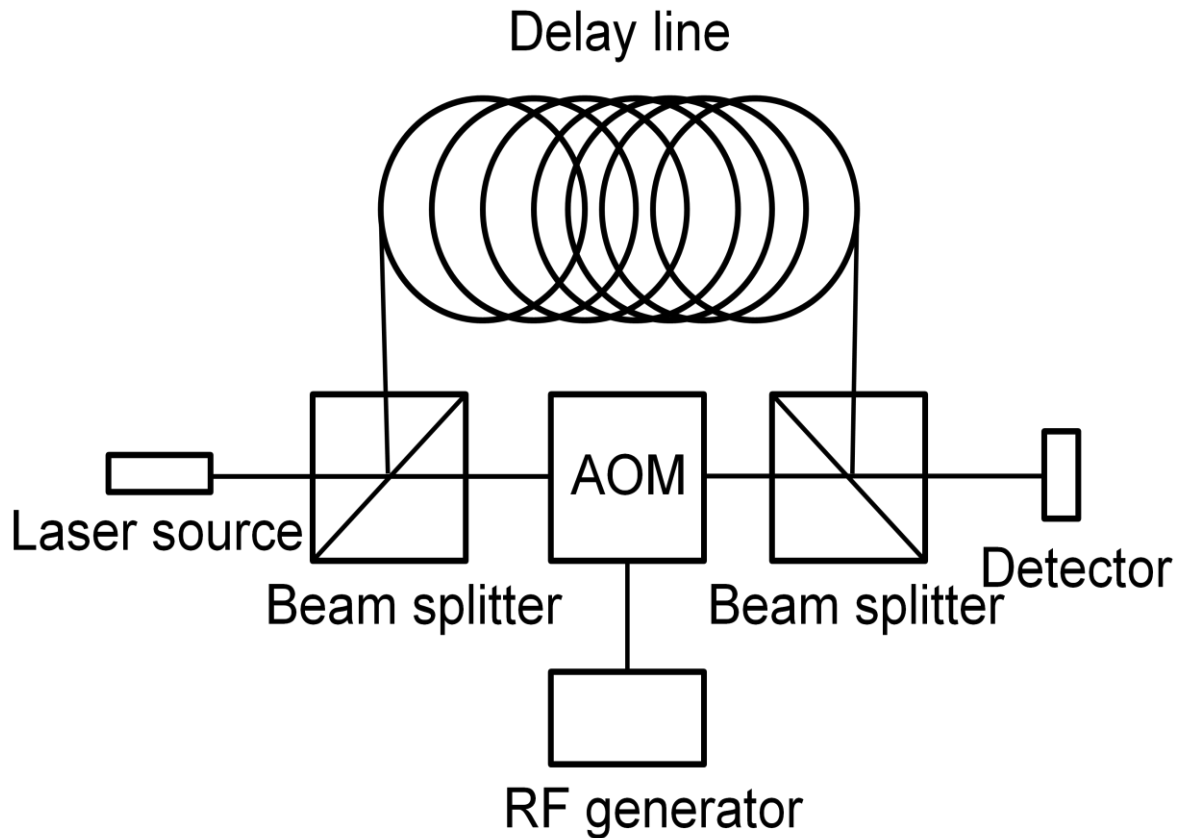 Delay line
AOM
Laser source
Beam splitter
Beam splitter
Detector
RF generator